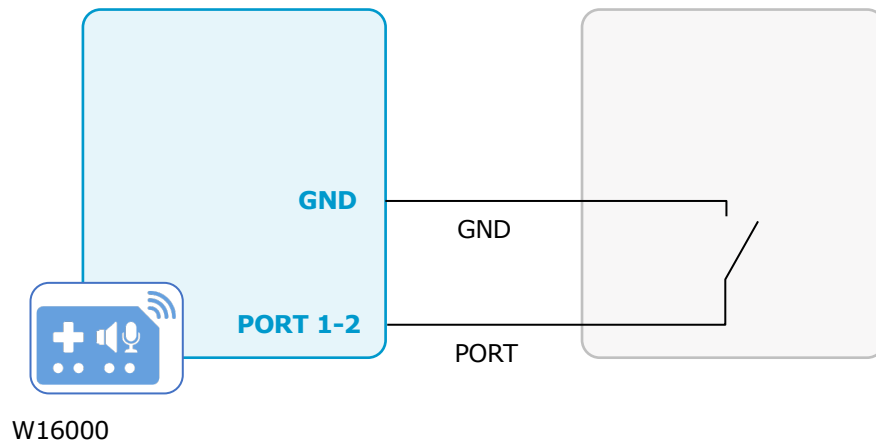 GND
GND
PORT 1-2
PORT
W16000